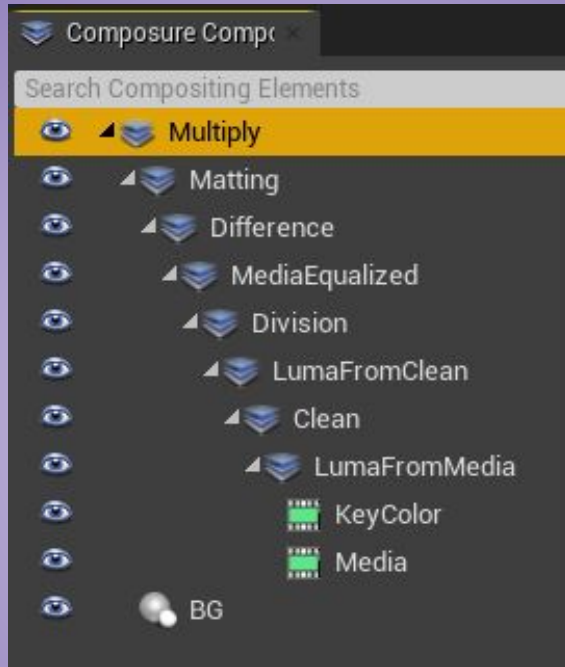 Composure Compo
Search Compositing Elements
Multiply
Matting
Difference
MediaEqualized
Division
LumaFromClean
Clean
LumaFromMedia
KeyColor
Media
BG